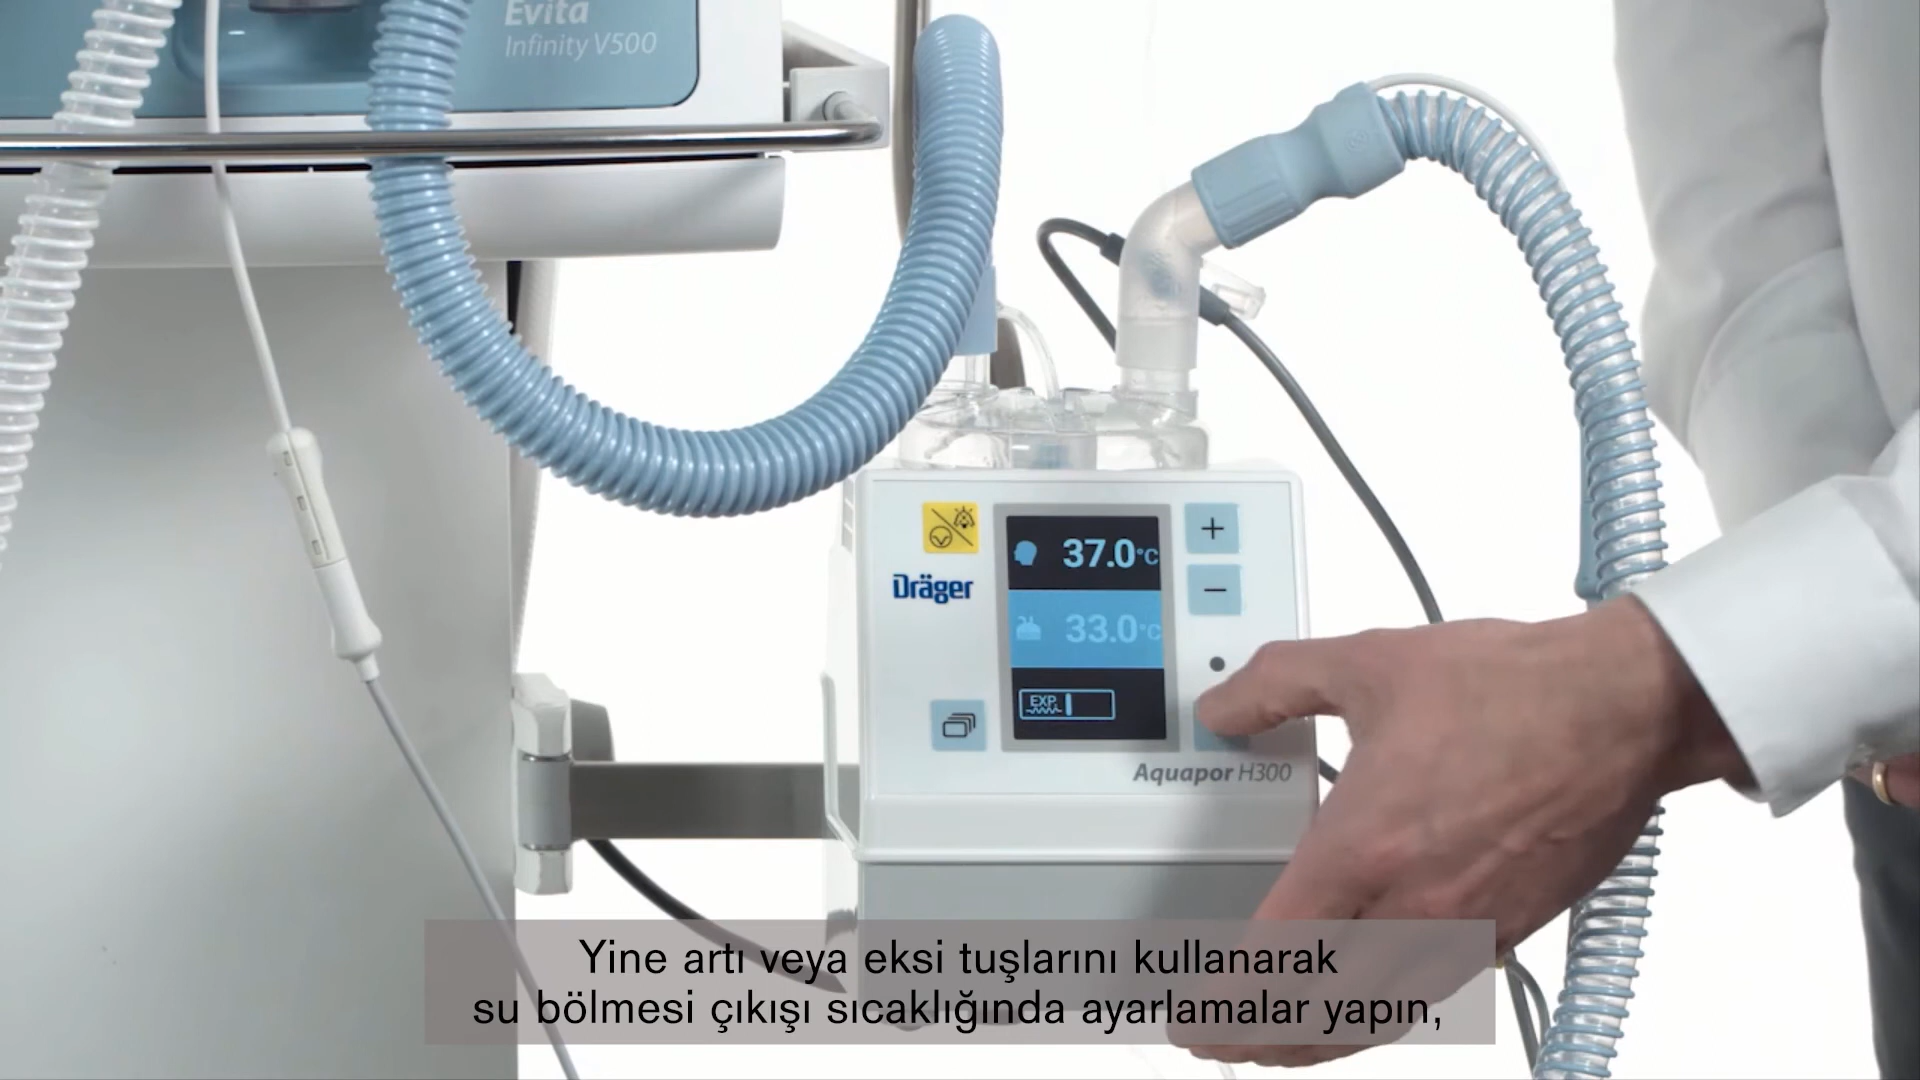 Evita
Infinity V500
37.0°C
Dräger
33.0°C
EXP.
Aquapor H300
Yine artı veya eksi tuşlarını kullanarak
su bölmesi çıkışı sıcaklığında ayarlamalar yapın,